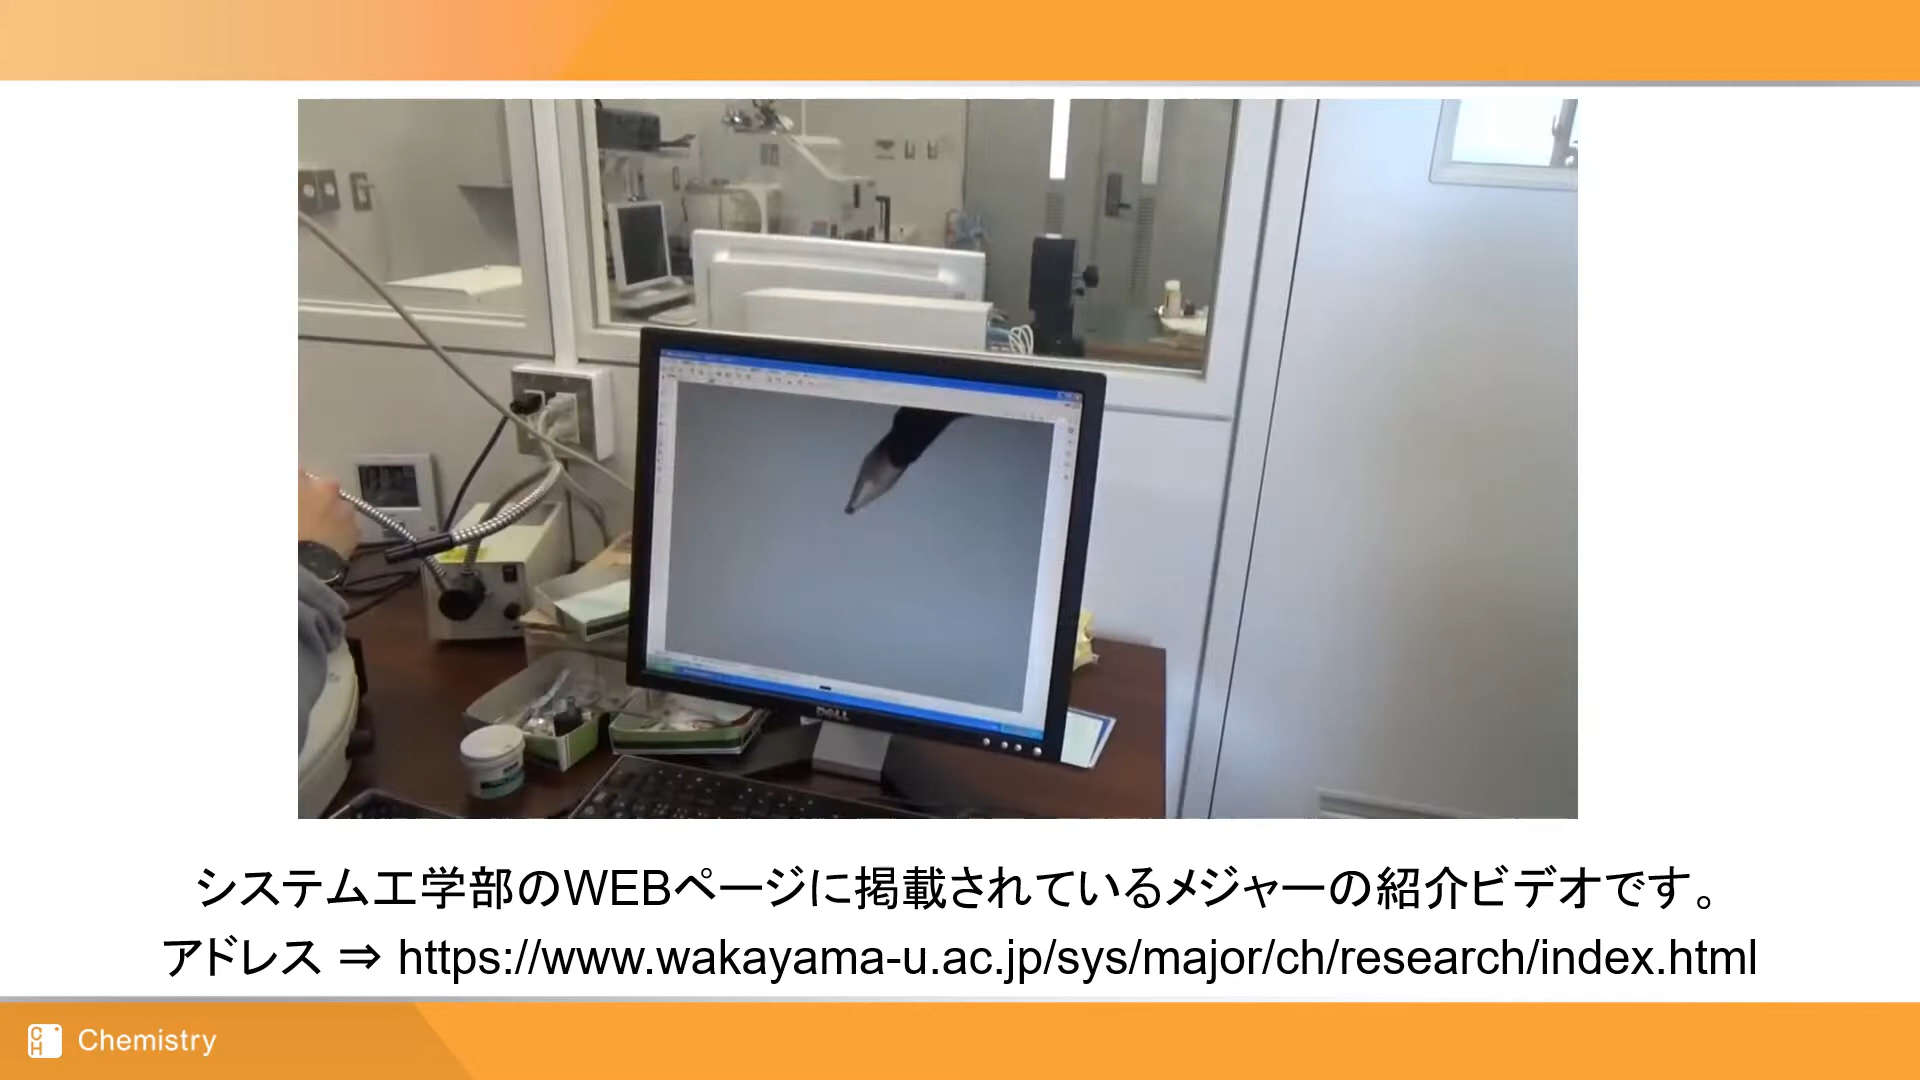 DELL
システム工学部のWEBページに掲載されているメジャーの紹介ビデオです。
アドレス ⇒ https://www.wakayama-u.ac.jp/sys/major/ch/research/index.html
CH
Chemistry